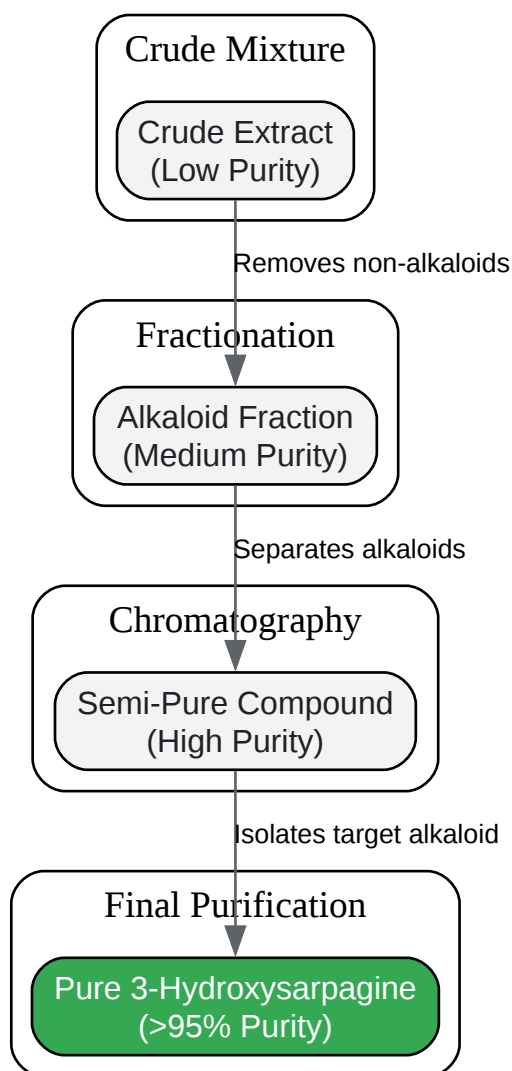 Crude Mixture
Crude Extract
(Low Purity)
Removes non-alkaloids
Fractionation
Alkaloid Fraction
(Medium Purity)
Separates alkaloids
Chromatography
Semi-Pure Compound
(High Purity)
Isolates target alkaloid
Final Purification
Pure 3-Hydroxysarpagine
(>95% Purity)